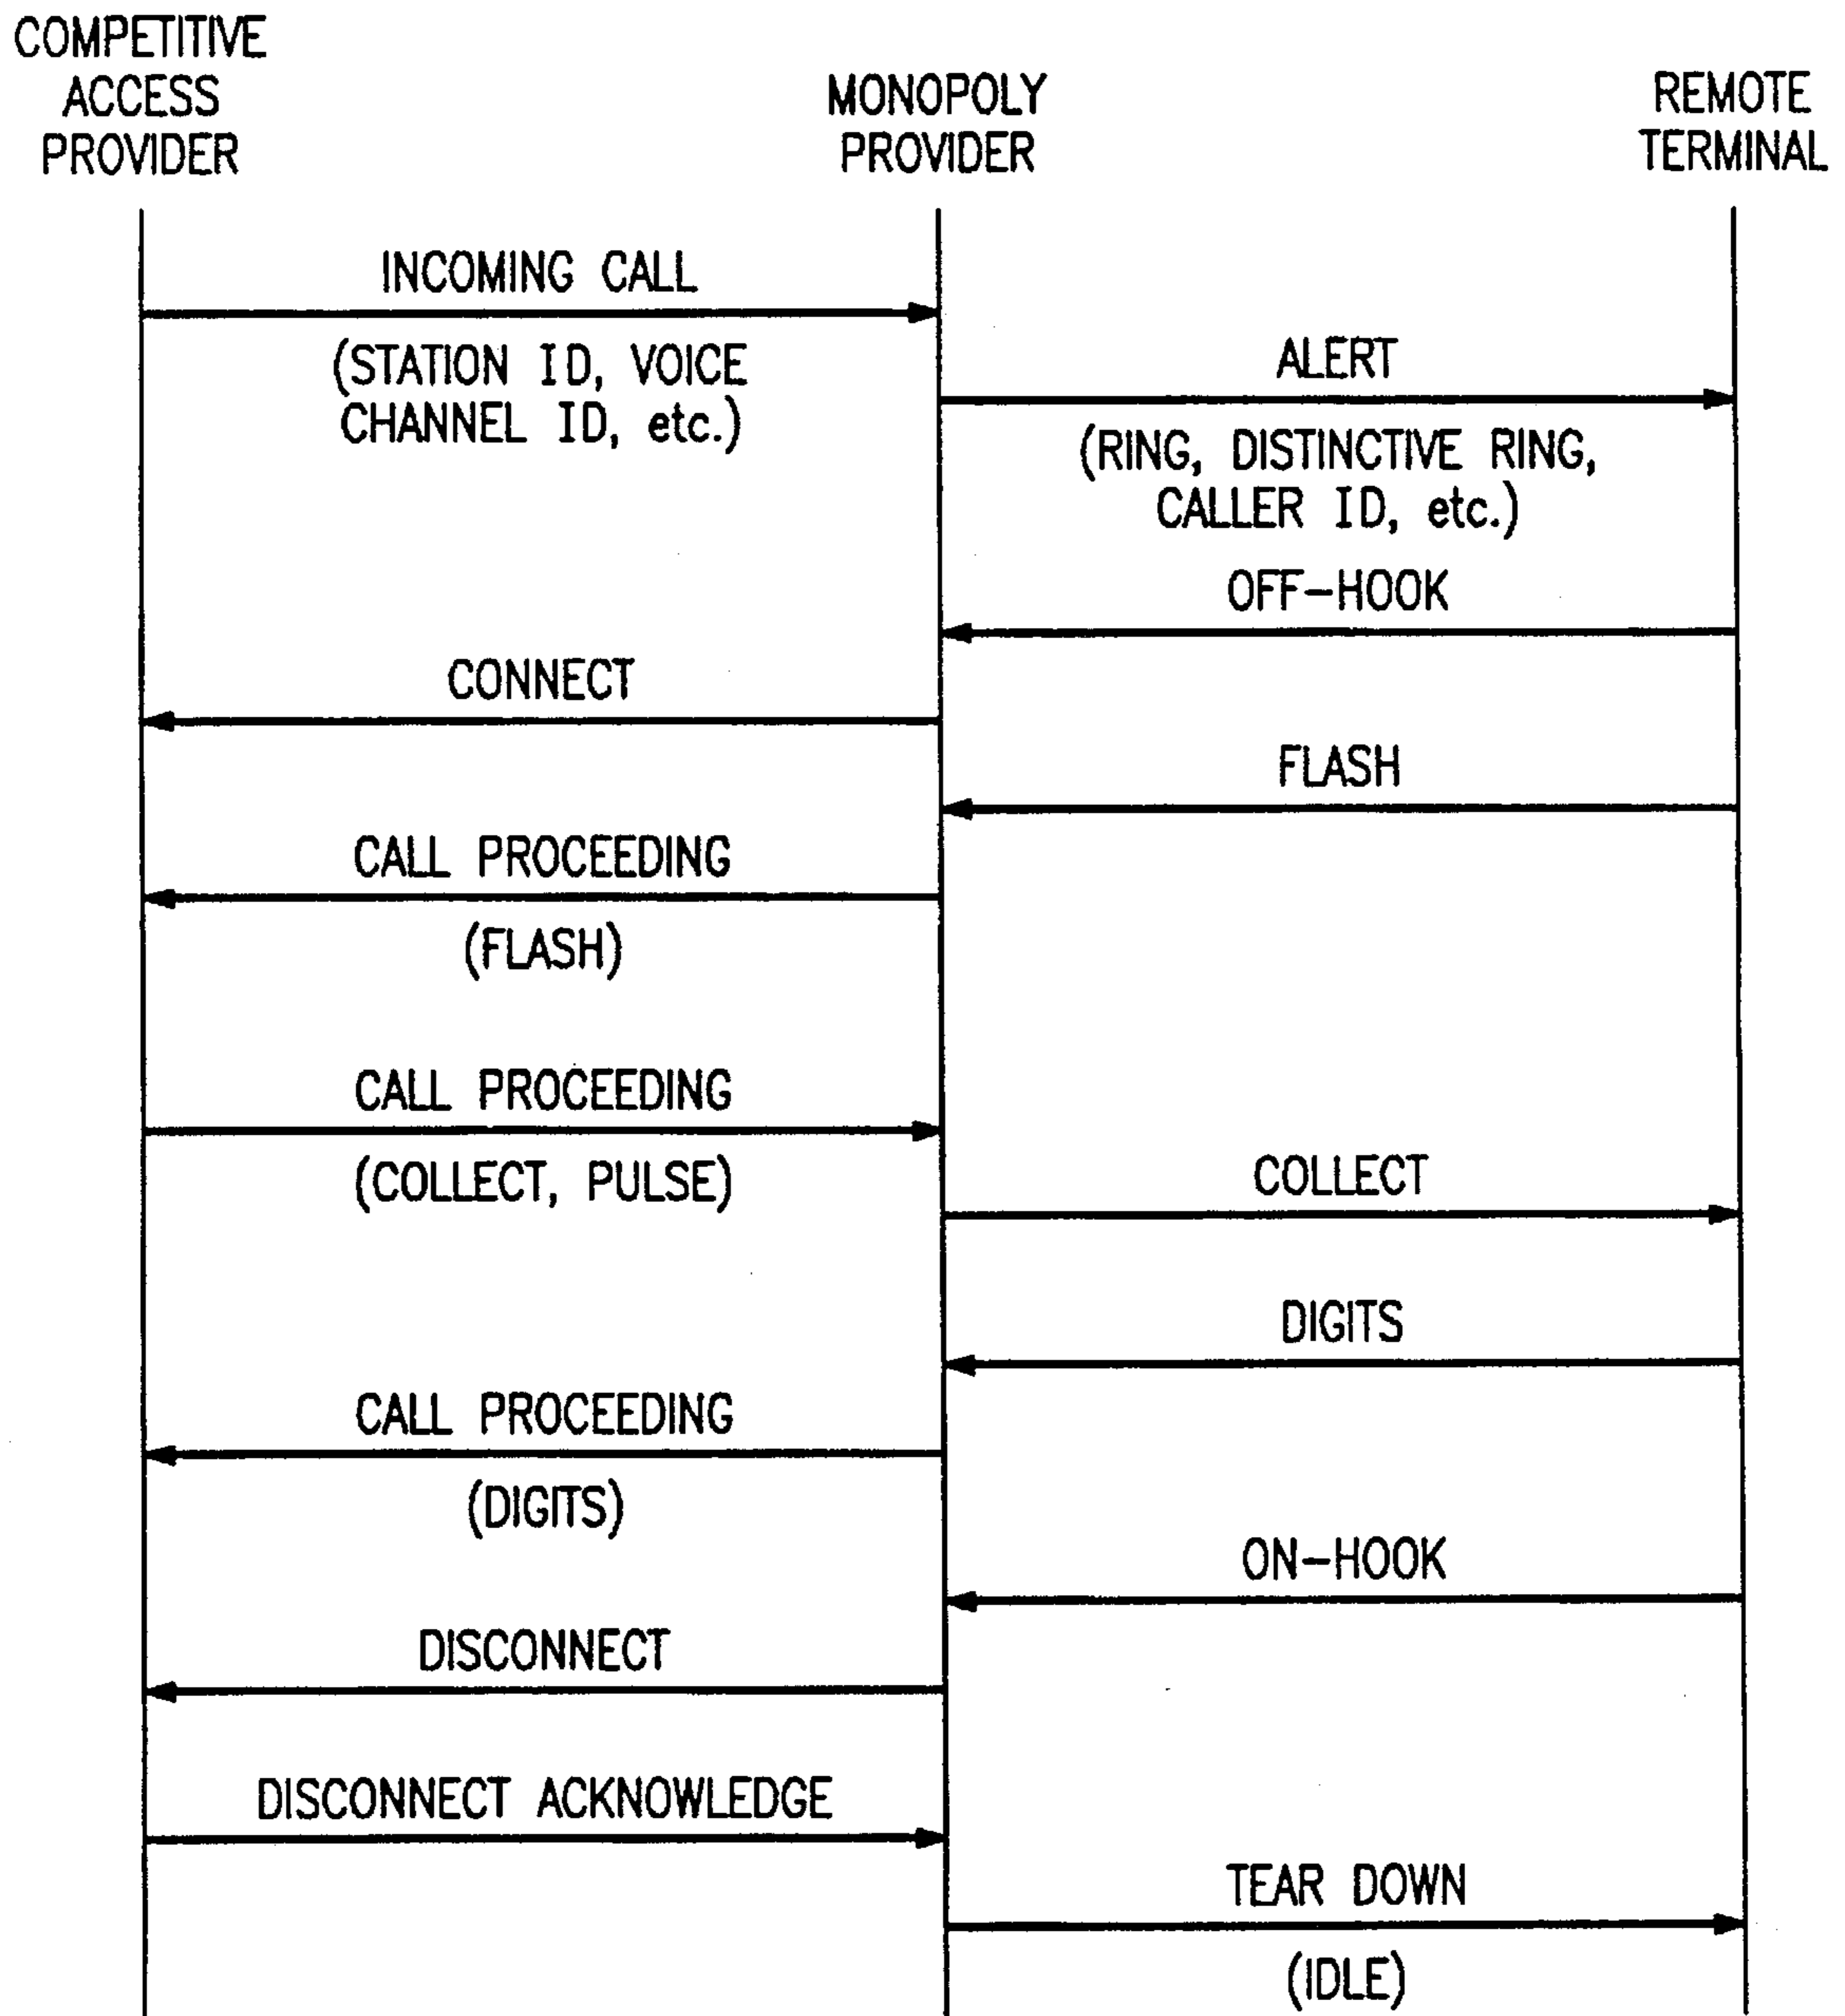 COMPETITIVE
ACCESS
PROVIDER
MONOPOLY
PROVIDER
REMOTE
TERMINAL
INCOMING CALL
(STATION ID, VOICE
CHANNEL ID, etc.)
ALERT
(RING, DISTINCTIVE RING,
CALLER ID, etc.)
OFF-HOOK
CONNECT
FLASH
CALL PROCEEDING
(FLASH)
CALL PROCEEDING
(COLLECT, PULSE)
COLLECT
DIGITS
CALL PROCEEDING
(DIGITS)
ON-HOOK
DISCONNECT
DISCONNECT ACKNOWLEDGE
TEAR DOWN
(IDLE)